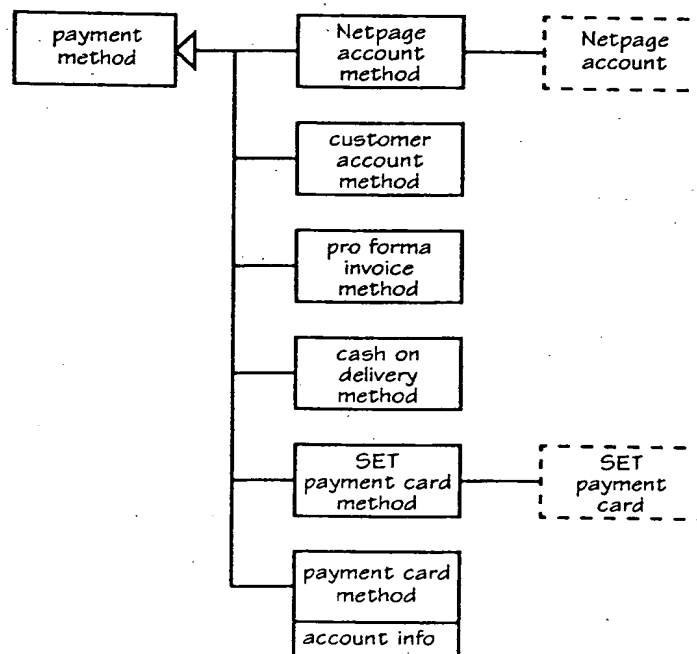 payment
method
Netpage
account
method
Netpage
account
customer
account
method
pro forma
invoice
method
cash on
delivery
method
SET
payment card
method
SET
payment
card
payment card
method
account info